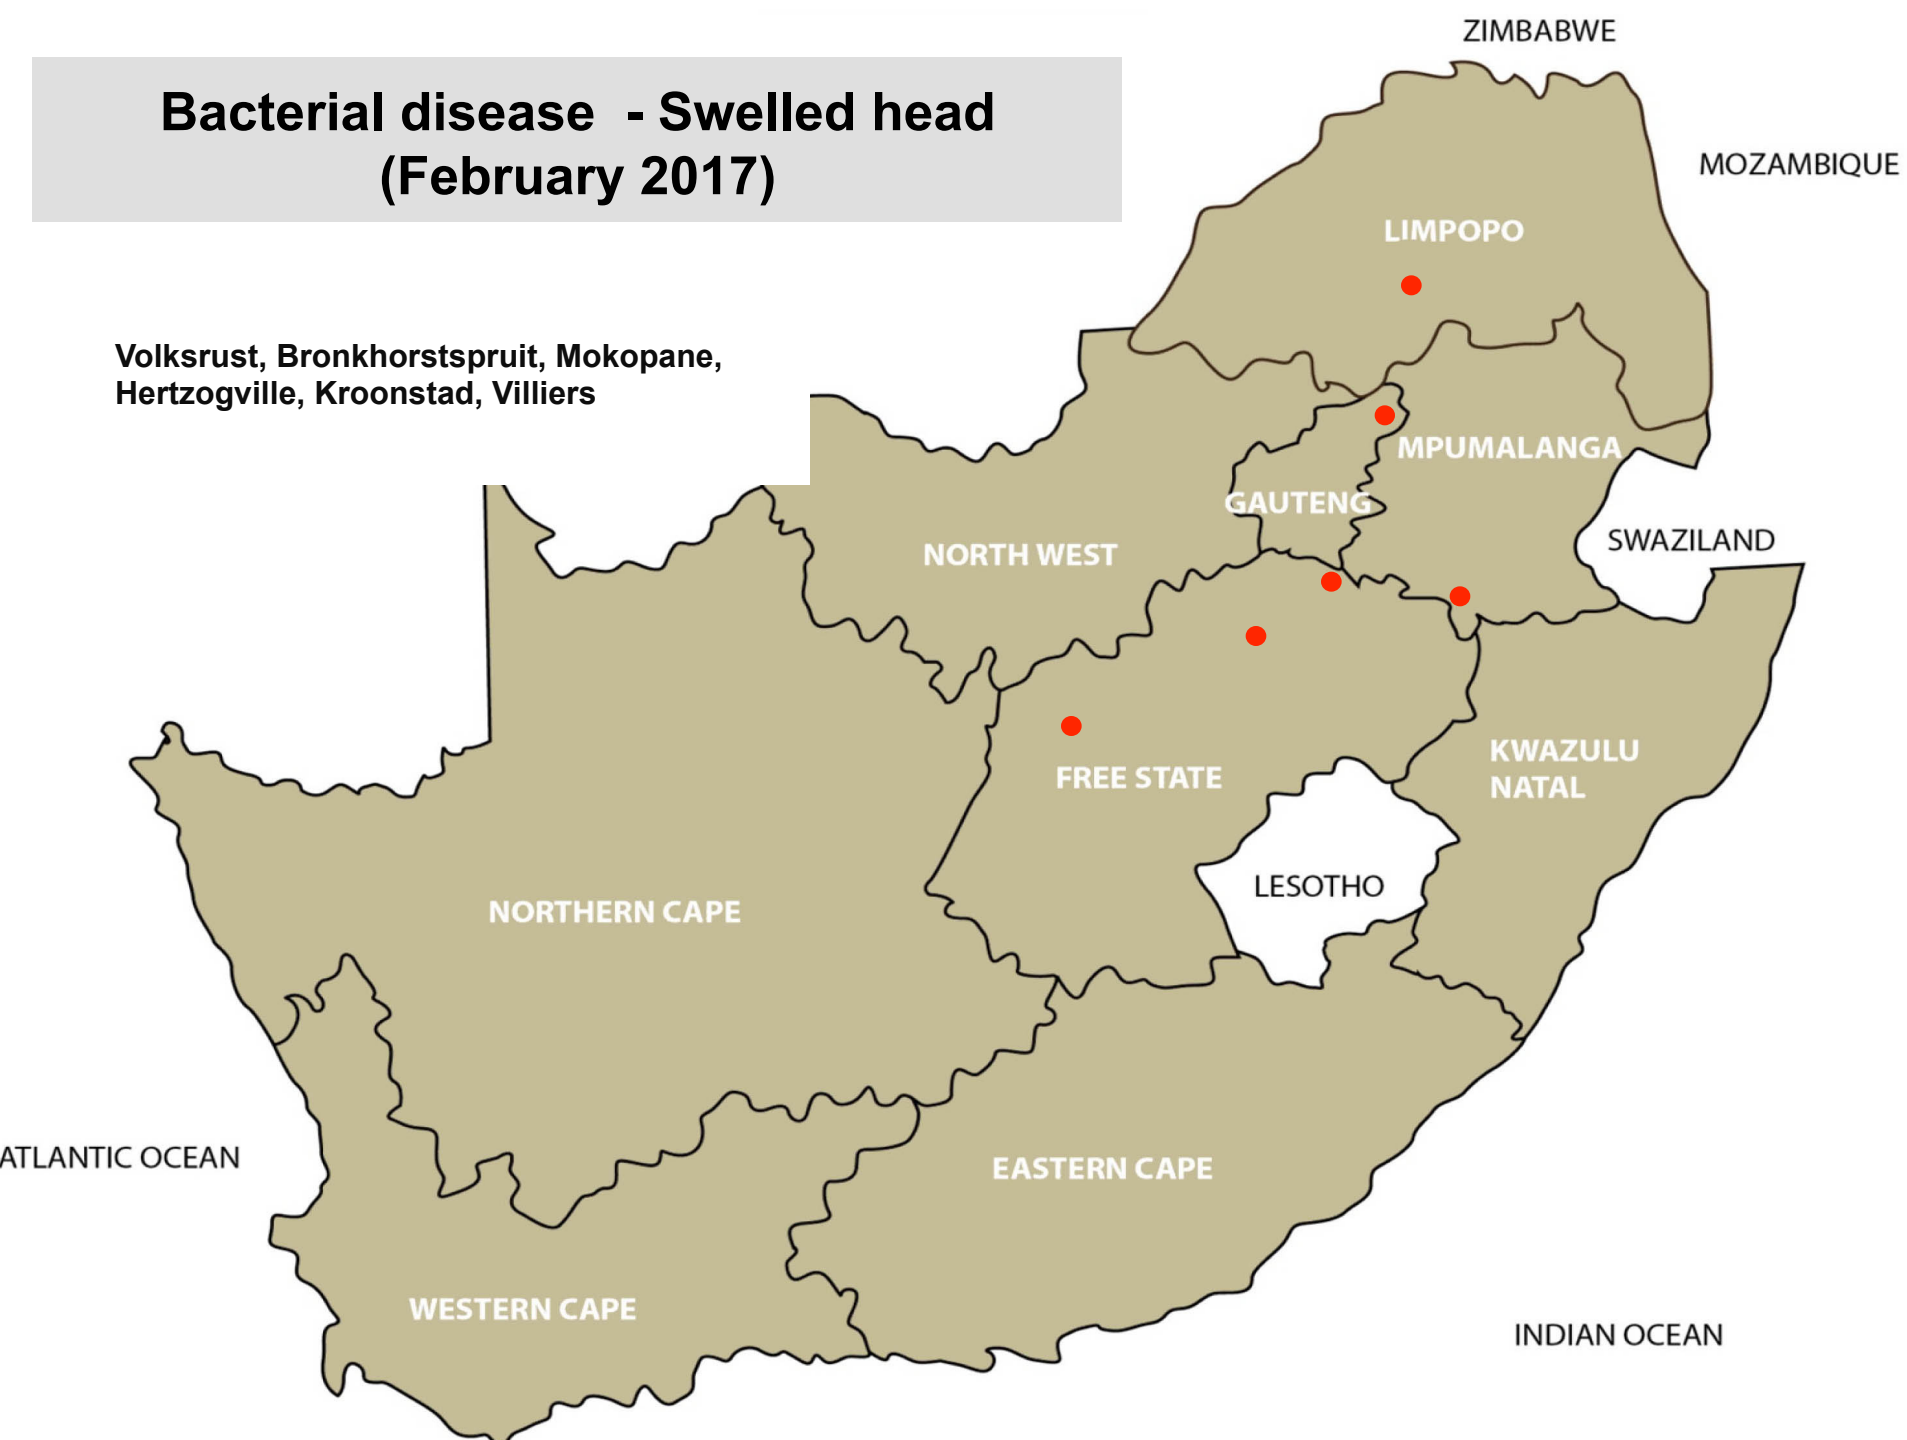 ZIMBABWE
Bacterial disease - Swelled head
(February 2017)
MOZAMBIQUE
LIMPOPO
Volksrust, Bronkhorstspruit, Mokopane,
Hertzogville, Kroonstad, Villiers
MPUMALANGA
GAUTENG
SWAZILAND
NORTH WEST
KWAZULU
NATAL
FREE STATE
LESOTHO
NORTHERN CAPE
ATLANTIC OCEAN
EASTERN CAPE
WESTERN CAPE
INDIAN OCEAN